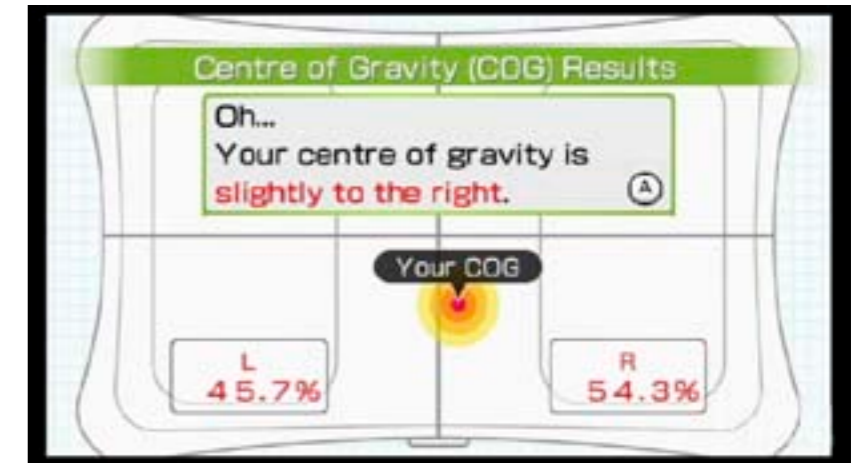 Centre of Gravity (COG) Results
Oh...
Your centre of gravity is
slightly to the right.
A
Your COG
L
45.7%
R
54.3%